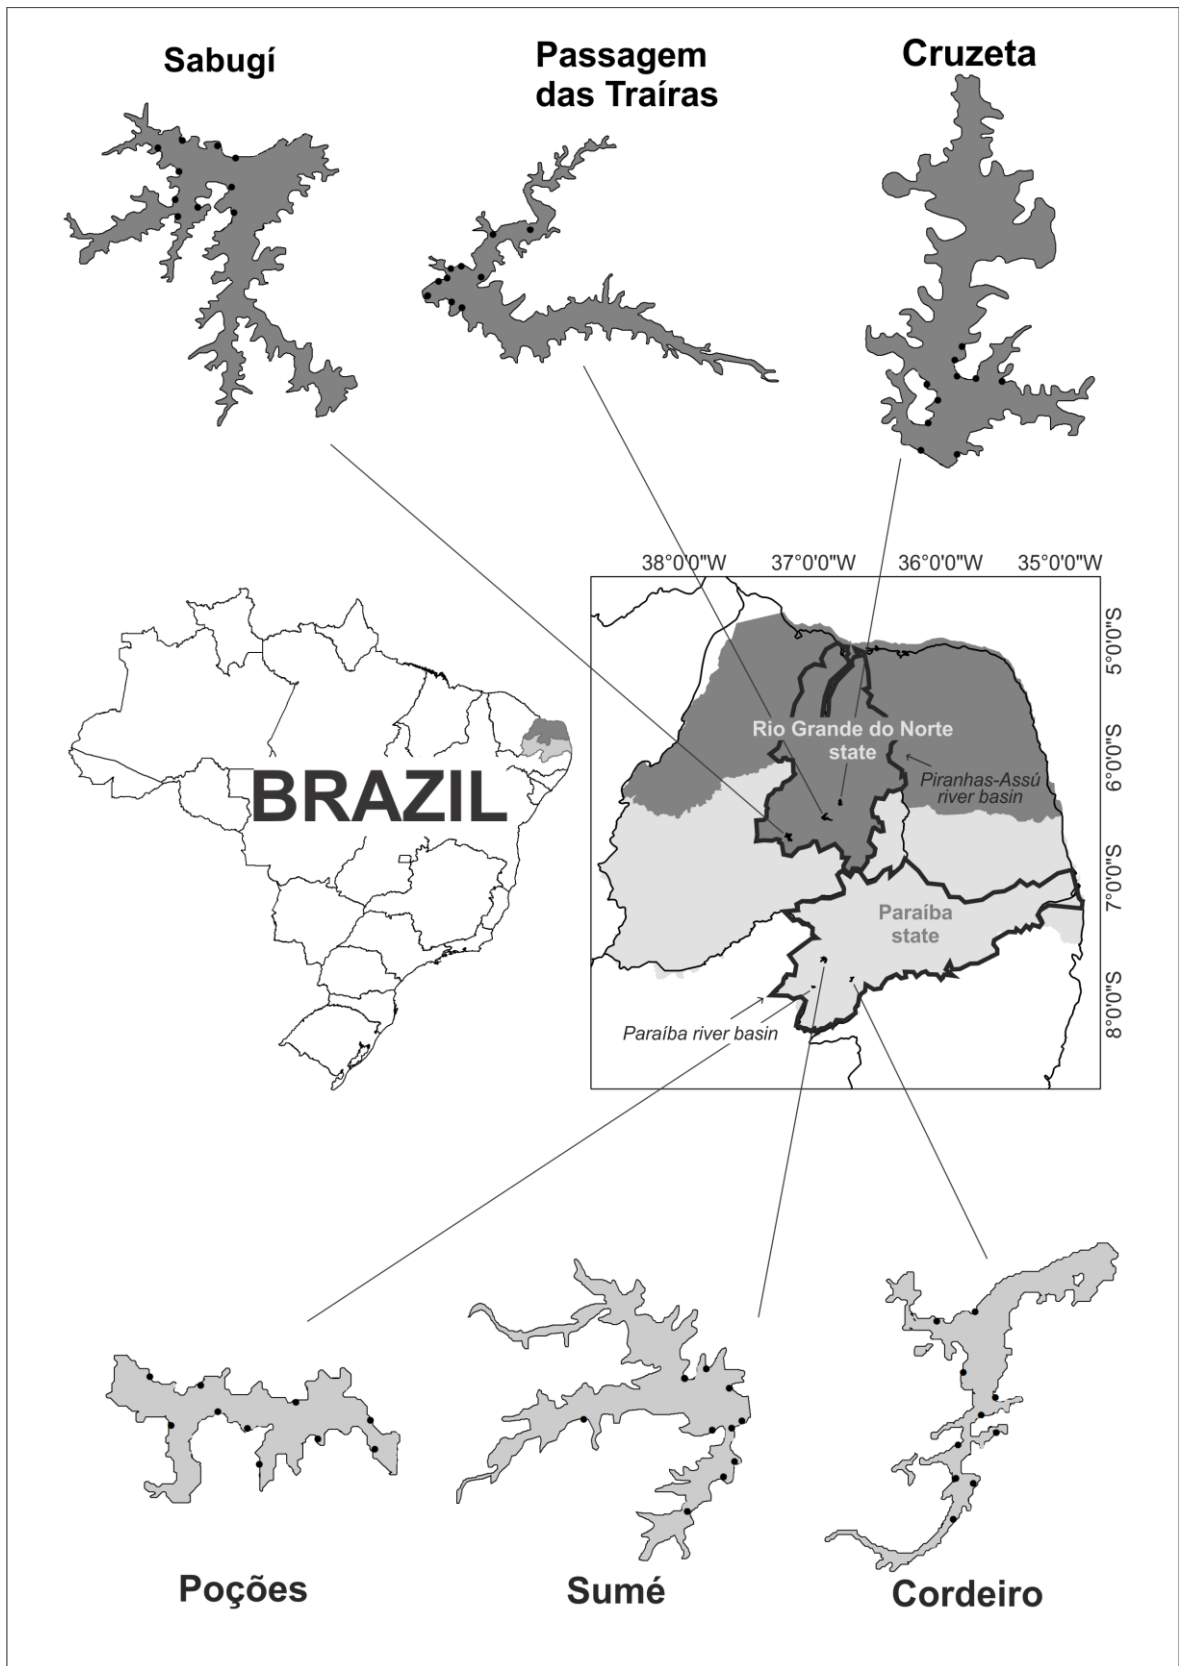 Sabugí
Passagem
das Traíras
Cruzeta
38°0'0"W
37°0'0"W
36°0'0"W
35°0'0"W
5°0'0"S
6°0'0"S
7°0'0"S
8°0'0"S
BRAZIL
Rio Grande do Norte
state
Piranhas-Assú
river basin
Paraíba
state
Paraíba river basin
Poções
Sumé
Cordeiro